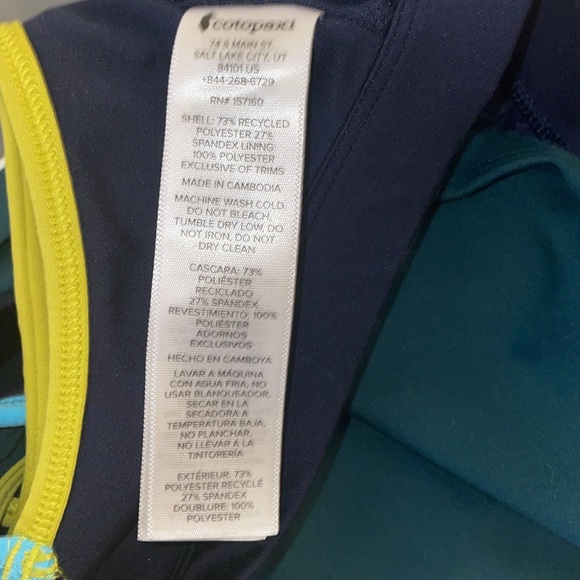 cotopaxi
74 S MAIN ST.
SALT LAKE CITY, UT
84101 US
+844-268-6729
RN# 157160
SHELL: 73% RECYCLED
POLYESTER 27%
SPANDEX LINING:
100% POLYESTER
EXCLUSIVE OF TRIMS
MADE IN CAMBODIA
MACHINE WASH COLD,
DO NOT BLEACH,
TUMBLE DRY LOW, DO
NOT IRON, DO NOT
DRY CLEAN
CASCARA: 73%
POLIÉSTER
RECICLADO
27% SPANDEX
REVESTIMIENTO: 100%
POLIÉSTER
ADORNOS
EXCLUSIVOS
HECHO EN CAMBOYA
LAVAR A MÁQUINA
CON AGUA FRIA, NO
USAR BLANQUEADOR,
SECAR EN LA
SECADORA A
TEMPERATURA BAJA,
NO PLANCHAR,
NO LLEVAR A LA
TINTORERÍA
EXTÉRIEUR: 73%
POLYESTER RECYCLÉ
27% SPANDEX
DOUBLURE: 100%
POLYESTER